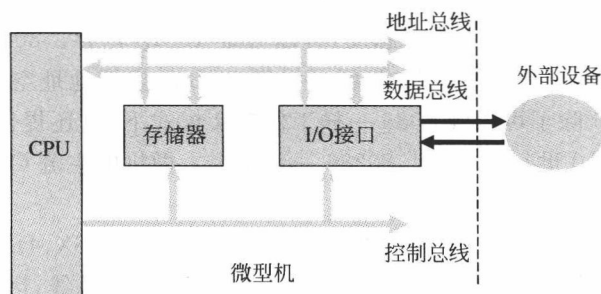 地址总线
数据总线
外部设备
CPU
存储器
I/O接口
控制总线
微型机